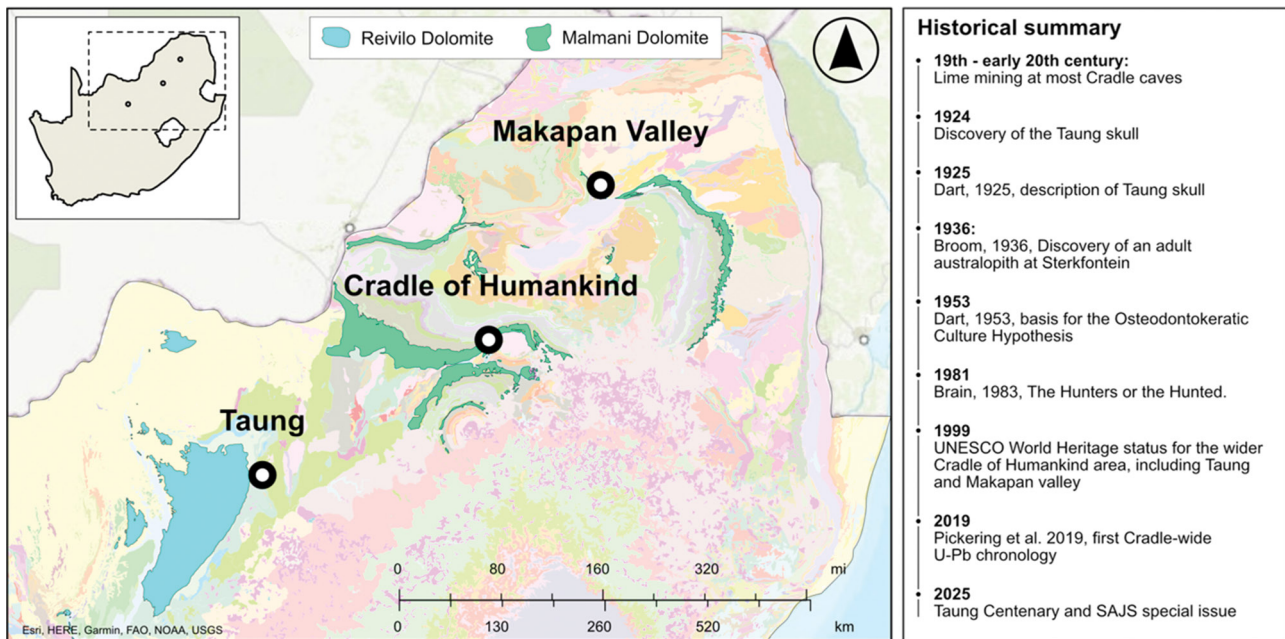 Reivilo Dolomite
Malmani Dolomite
Makapan Valley
Cradle of Humankind
Taung
0 80 160 320 mi
0 130 260 520 km
Esri, HERE, Garmin, FAO, NOAA, USGS
Historical summary
19th - early 20th century:
Lime mining at most Cradle caves
1924
Discovery of the Taung skull
1925
Dart, 1925, description of Taung skull
1936:
Broom, 1936, Discovery of an adult
australopith at Sterkfontein
1953
Dart, 1953, basis for the Osteodontokeratic
Culture Hypothesis
1981
Brain, 1983, The Hunters or the Hunted.
1999
UNESCO World Heritage status for the wider
Cradle of Humankind area, including Taung
and Makapan valley
2019
Pickering et al. 2019, first Cradle-wide
U-Pb chronology
2025
Taung Centenary and SAJS special issue